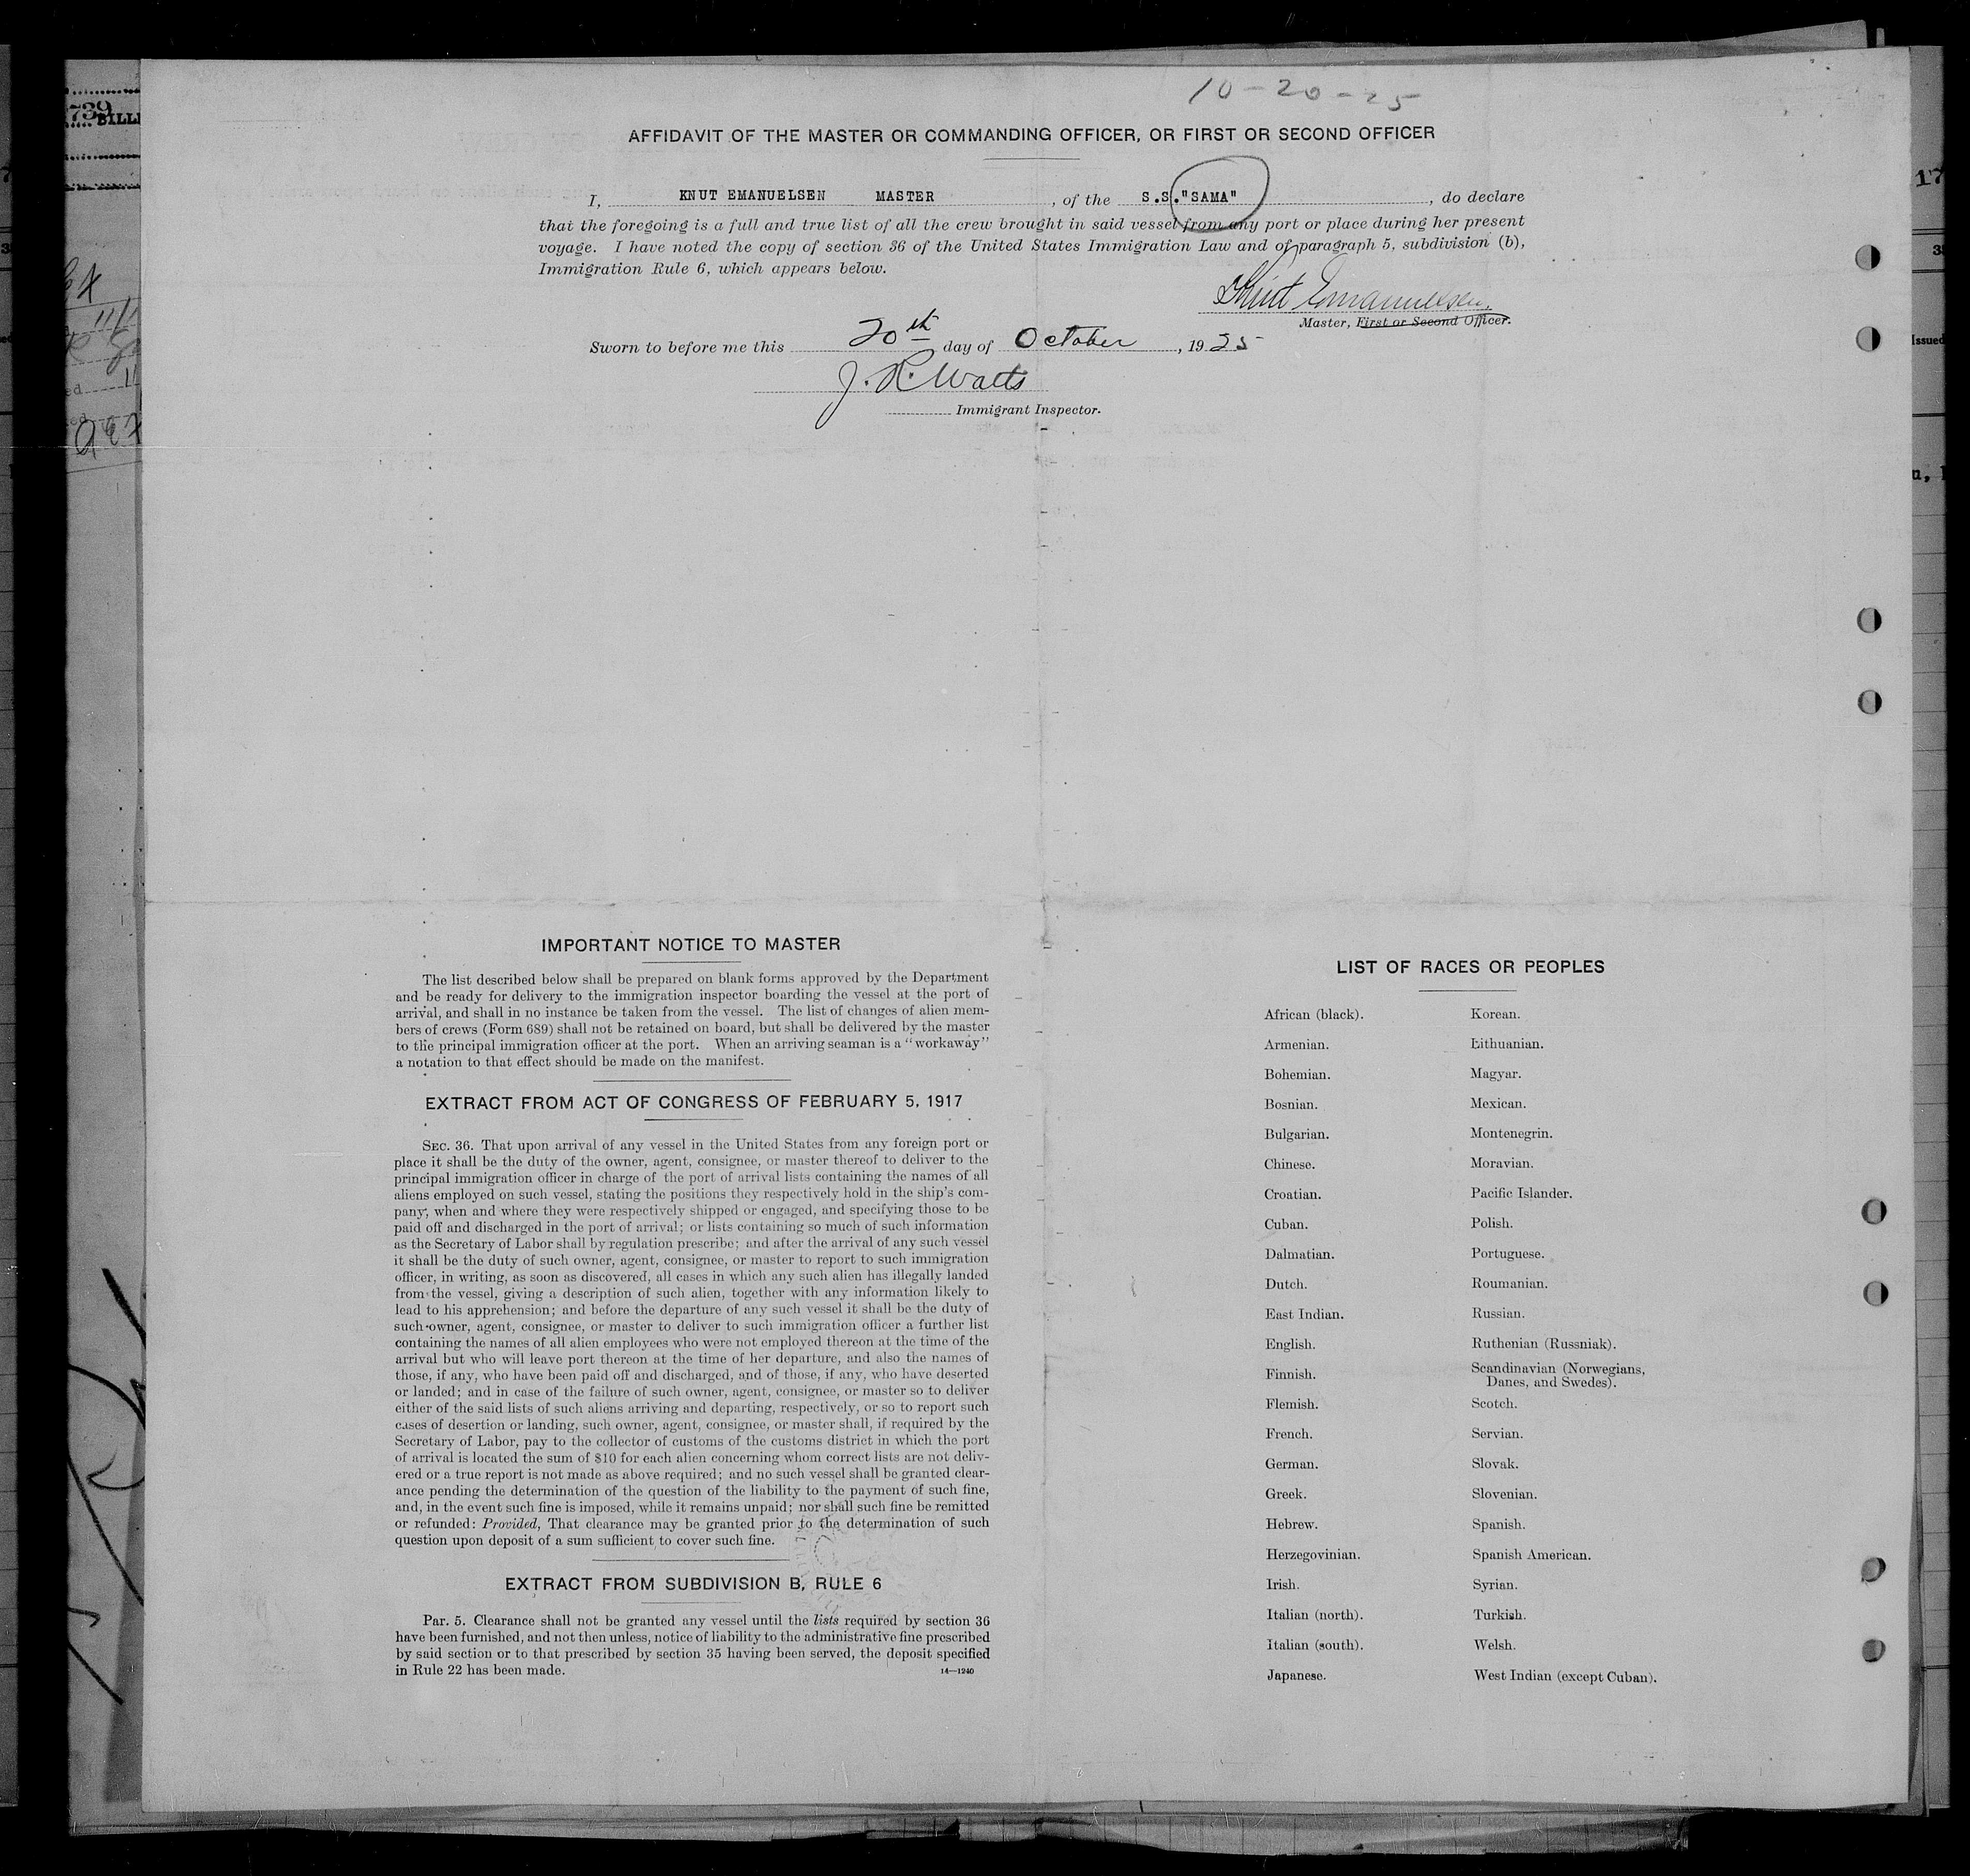 10-20-25
AFFIDAVIT OF THE MASTER OR COMMANDING OFFICER, OR FIRST OR SECOND OFFICER
I, KNUT EMANUELSEN MASTER, of the S.S."SAMA", do declare
that the foregoing is a full and true list of all the crew brought in said vessel from any port or place during her present
voyage. I have noted the copy of section 36 of the United States Immigration Law and of paragraph 5, subdivision (b),
Immigration Rule 6, which appears below.
Knut Emanuelsen.
Master, First or Second Officer.
Sworn to before me this 20th day of October, 1925
J. R. Watts
Immigrant Inspector.
IMPORTANT NOTICE TO MASTER
The list described below shall be prepared on blank forms approved by the Department
and be ready for delivery to the immigration inspector boarding the vessel at the port of
arrival, and shall in no instance be taken from the vessel. The list of changes of alien mem-
bers of crews (Form 689) shall not be retained on board, but shall be delivered by the master
to the principal immigration officer at the port. When an arriving seaman is a "workaway"
a notation to that effect should be made on the manifest.
EXTRACT FROM ACT OF CONGRESS OF FEBRUARY 5, 1917
SEC. 36. That upon arrival of any vessel in the United States from any foreign port or
place it shall be the duty of the owner, agent, consignee, or master thereof to deliver to the
principal immigration officer in charge of the port of arrival lists containing the names of all
aliens employed on such vessel, stating the positions they respectively hold in the ship's com-
pany, when and where they were respectively shipped or engaged, and specifying those to be
paid off and discharged in the port of arrival; or lists containing so much of such information
as the Secretary of Labor shall by regulation prescribe; and after the arrival of any such vessel
it shall be the duty of such owner, agent, consignee, or master to report to such immigration
officer, in writing, as soon as discovered, all cases in which any such alien has illegally landed
from the vessel, giving a description of such alien, together with any information likely to
lead to his apprehension; and before the departure of any such vessel it shall be the duty of
such owner, agent, consignee, or master to deliver to such immigration officer a further list
containing the names of all alien employees who were not employed thereon at the time of the
arrival but who will leave port thereon at the time of her departure, and also the names of
those, if any, who have been paid off and discharged, and of those, if any, who have deserted
or landed; and in case of the failure of such owner, agent, consignee, or master so to deliver
either of the said lists of such aliens arriving and departing, respectively, or so to report such
cases of desertion or landing, such owner, agent, consignee, or master shall, if required by the
Secretary of Labor, pay to the collector of customs of the customs district in which the port
of arrival is located the sum of $10 for each alien concerning whom correct lists are not deliv-
ered or a true report is not made as above required; and no such vessel shall be granted clear-
ance pending the determination of the question of the liability to the payment of such fine,
and, in the event such fine is imposed, while it remains unpaid; nor shall such fine be remitted
or refunded: Provided, That clearance may be granted prior to the determination of such
question upon deposit of a sum sufficient to cover such fine.
EXTRACT FROM SUBDIVISION B, RULE 6
Par. 5. Clearance shall not be granted any vessel until the lists required by section 36
have been furnished, and not then unless, notice of liability to the administrative fine prescribed
by said section or to that prescribed by section 35 having been served, the deposit specified
in Rule 22 has been made.
14—1240
LIST OF RACES OR PEOPLES
African (black). Korean.
Armenian. Lithuanian.
Bohemian. Magyar.
Bosnian. Mexican.
Bulgarian. Montenegrin.
Chinese. Moravian.
Croatian. Pacific Islander.
Cuban. Polish.
Dalmatian. Portuguese.
Dutch. Roumanian.
East Indian. Russian.
English. Ruthenian (Russniak).
Finnish. Scandinavian (Norwegians,
Danes, and Swedes).
Flemish. Scotch.
French. Servian.
German. Slovak.
Greek. Slovenian.
Hebrew. Spanish.
Herzegovinian. Spanish American.
Irish. Syrian.
Italian (north). Turkish.
Italian (south). Welsh.
Japanese. West Indian (except Cuban).